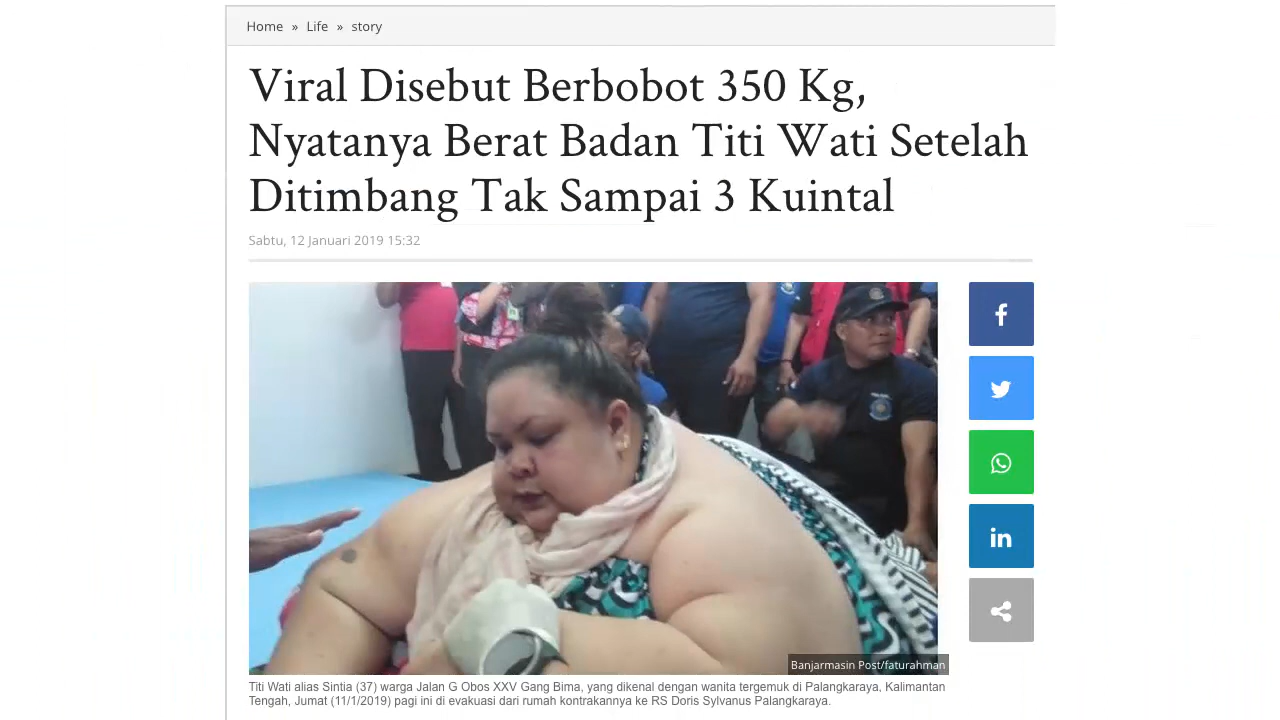 Home » Life » story
Viral Disebut Berbobot 350 Kg,
Nyatanya Berat Badan Titi Wati Setelah
Ditimbang Tak Sampai 3 Kuintal
Sabtu, 12 Januari 2019 15:32
Banjarmasin Post/faturahman
Titi Wati alias Sintia (37) warga Jalan G Obos XXV Gang Bima, yang dikenal dengan wanita tergemuk di Palangkaraya, Kalimantan
Tengah, Jumat (11/1/2019) pagi ini di evakuasi dari rumah kontrakannya ke RS Doris Sylvanus Palangkaraya.